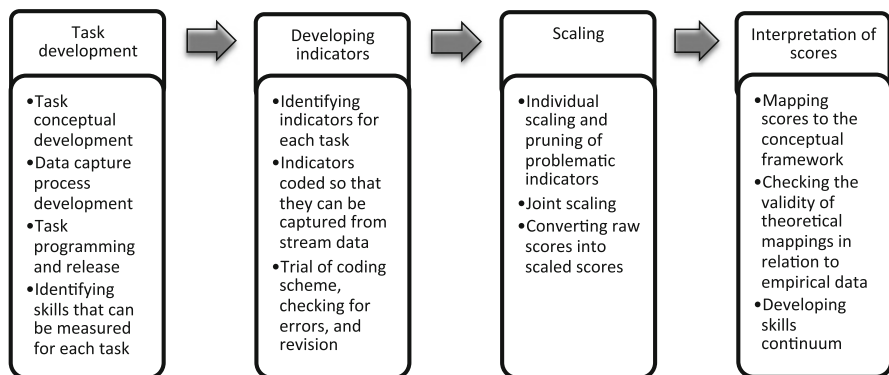 Task
development
•Task
conceptual
development
•Data capture
process
development
•Task
programming
and release
•Identifying
skills that can
be measured
for each task
Developing
indicators
•Identifying
indicators for
each task
•Indicators
coded so that
they can be
captured from
stream data
•Trial of coding
scheme,
checking for
errors, and
revision
Scaling
•Individual
scaling and
pruning of
problematic
indicators
•Joint scaling
•Converting raw
scores into
scaled scores
Interpretation of
scores
•Mapping
scores to the
conceptual
framework
•Checking the
validity of
theoretical
mappings in
relation to
empirical data
•Developing
skills
continuum